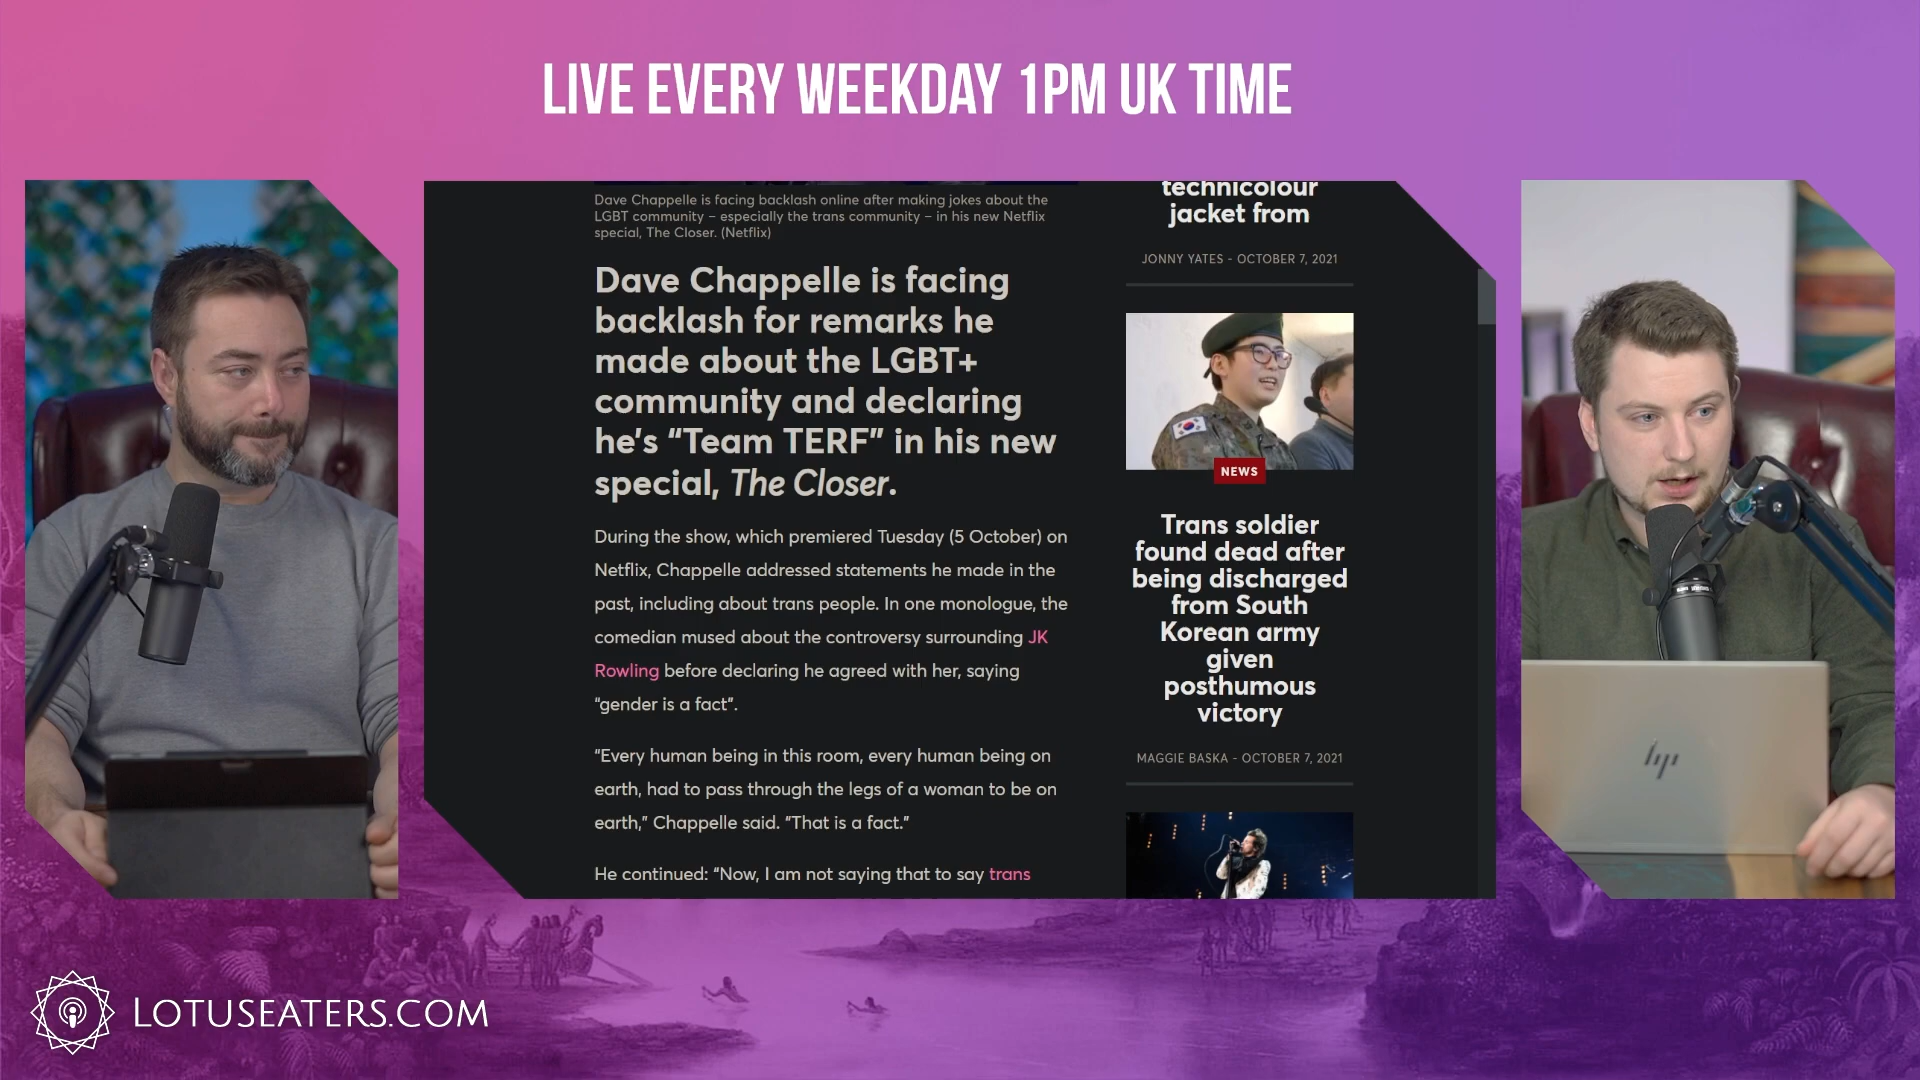 LIVE EVERY WEEKDAY 1PM UK TIME
Dave Chappelle is facing backlash online after making jokes about the
LGBT community – especially the trans community – in his new Netflix
special, The Closer. (Netflix)
Dave Chappelle is facing
backlash for remarks he
made about the LGBT+
community and declaring
he’s “Team TERF” in his new
special, The Closer.
During the show, which premiered Tuesday (5 October) on
Netflix, Chappelle addressed statements he made in the
past, including about trans people. In one monologue, the
comedian mused about the controversy surrounding JK
Rowling before declaring he agreed with her, saying
“gender is a fact”.
“Every human being in this room, every human being on
earth, had to pass through the legs of a woman to be on
earth,” Chappelle said. “That is a fact.”
He continued: “Now, I am not saying that to say trans
technicolour
jacket from
JONNY YATES - OCTOBER 7, 2021
NEWS
Trans soldier
found dead after
being discharged
from South
Korean army
given
posthumous
victory
MAGGIE BASKA - OCTOBER 7, 2021
hp
LOTUSEATERS.COM